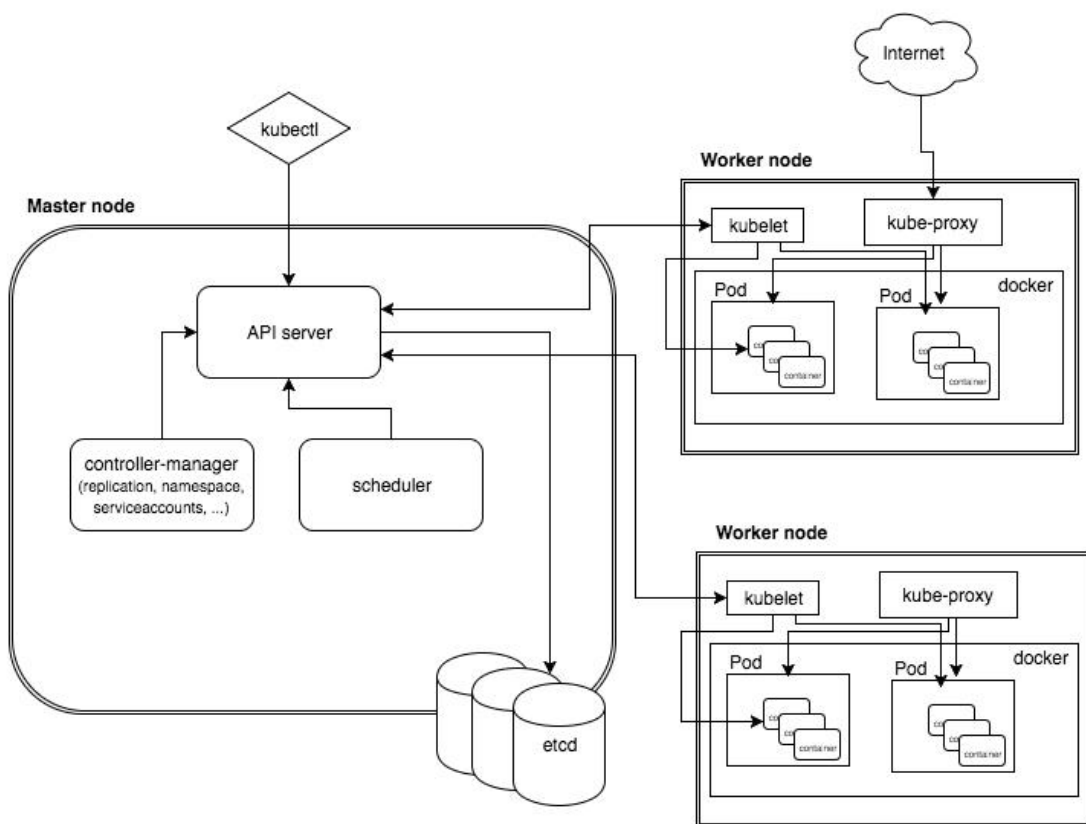 Internet
kubectl
Worker node
Master node
kubelet
kube-proxy
docker
Pod
Pod
API server
container
container
controller-manager
(replication, namespace,
serviceaccounts, ...)
scheduler
Worker node
kubelet
kube-proxy
docker
Pod
Pod
container
container
etcd